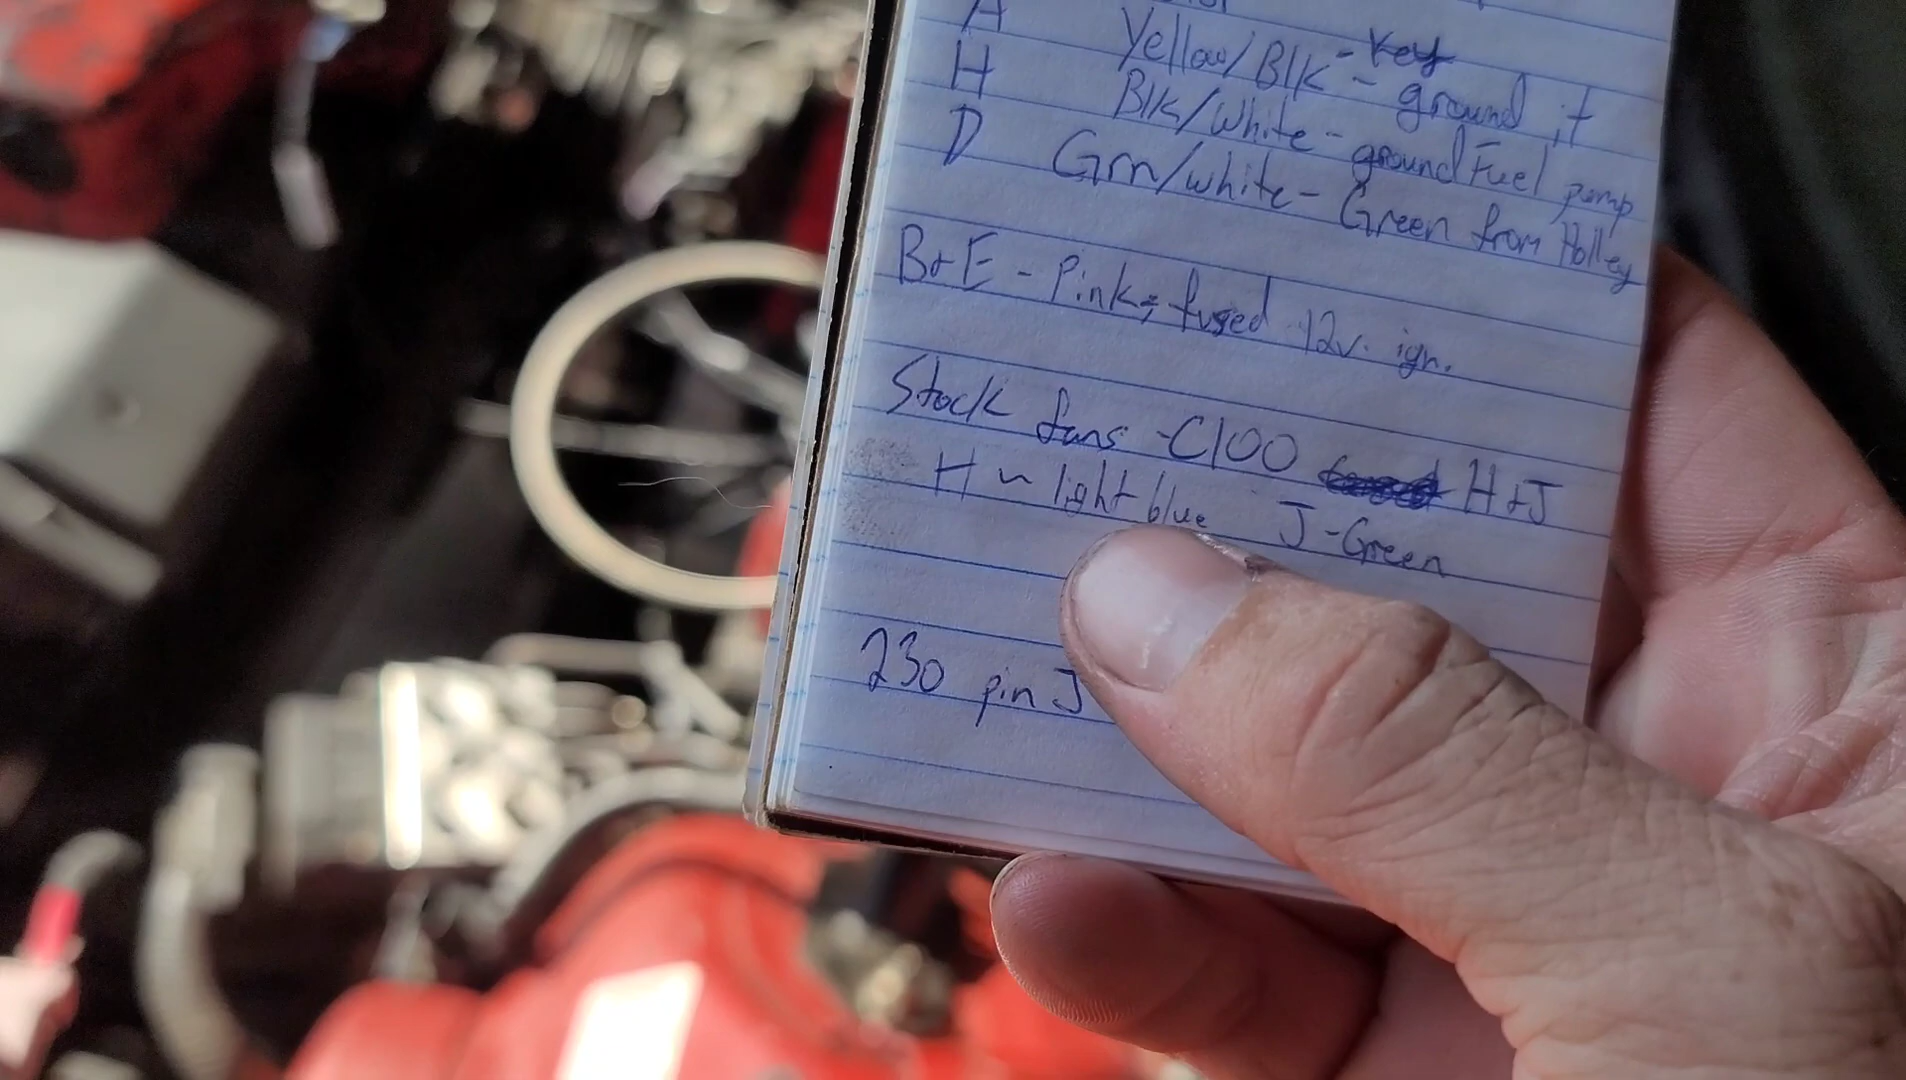 A Yellow/Blk - Key - ground it
H Blk/White - ground Fuel pump
D Grn/white - Green from Holley
B+E - Pink, fused 12v. ign.
Stock fans - C100 H+J
H ~ light blue J-Green
230 pin J